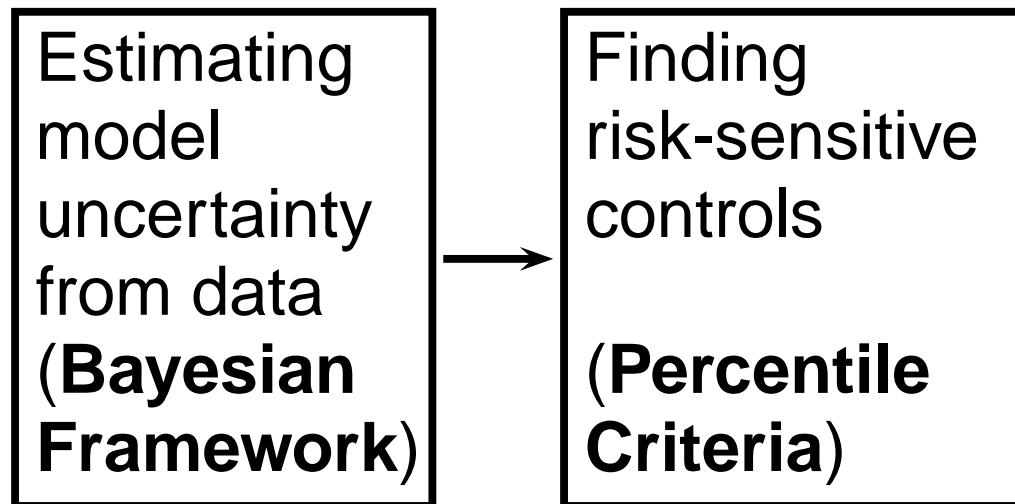 Estimating
model
uncertainty
from data
(Bayesian
Framework)
Finding
risk-sensitive
controls
(Percentile
Criteria)